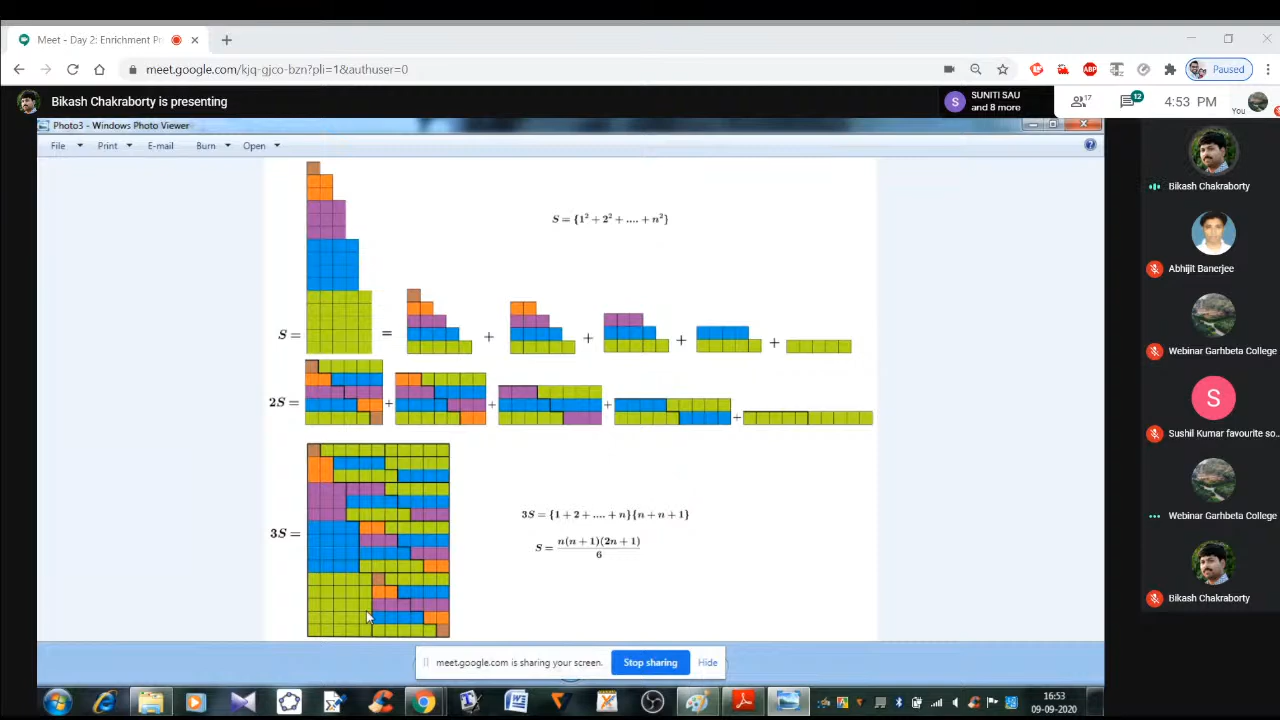 Meet - Day 2: Enrichment Pr
meet.google.com/kjq-gjco-bzn?pli=1&authuser=0
ABP
Paused
Bikash Chakraborty is presenting
S
SUNITI SAU
and 8 more
17
12
4:53 PM
You
Photo3 - Windows Photo Viewer
File Print E-mail Burn Open
S = {1² + 2² + .... + n²}
S = = + + + +
2S = + + + +
3S =
3S = {1 + 2 + .... + n}{n + n + 1}
S = n(n + 1)(2n + 1)
6
Bikash Chakraborty
Abhijit Banerjee
Webinar Garhbeta College
S
Sushil Kumar favourite so...
Webinar Garhbeta College
Bikash Chakraborty
meet.google.com is sharing your screen.
Stop sharing
Hide
16:53
09-09-2020